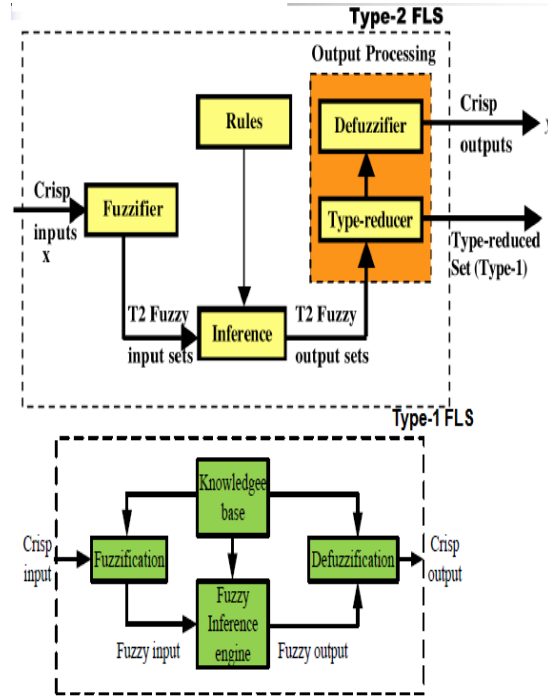 Type-2 FLS
Output Processing
Rules
Defuzzifier
Crisp
outputs
Crisp
inputs
x
Fuzzifier
Type-reducer
Type-reduced
Set (Type-1)
T2 Fuzzy
input sets
Inference
T2 Fuzzy
output sets
Type-1 FLS
Knowledgee
base
Crisp
input
Fuzzification
Defuzzification
Crisp
output
Fuzzy
Inference
engine
Fuzzy input
Fuzzy output